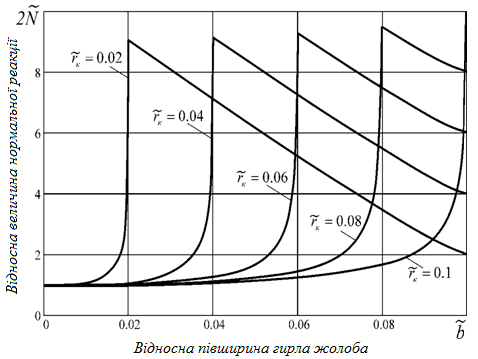 2Ñ
Відносна величина нормальної реакції
8
6
4
2
0
r̃к = 0.02
r̃к = 0.04
r̃к = 0.06
r̃к = 0.08
r̃к = 0.1
0 0.02 0.04 0.06 0.08 b̃
Відносна півширина гирла жолоба